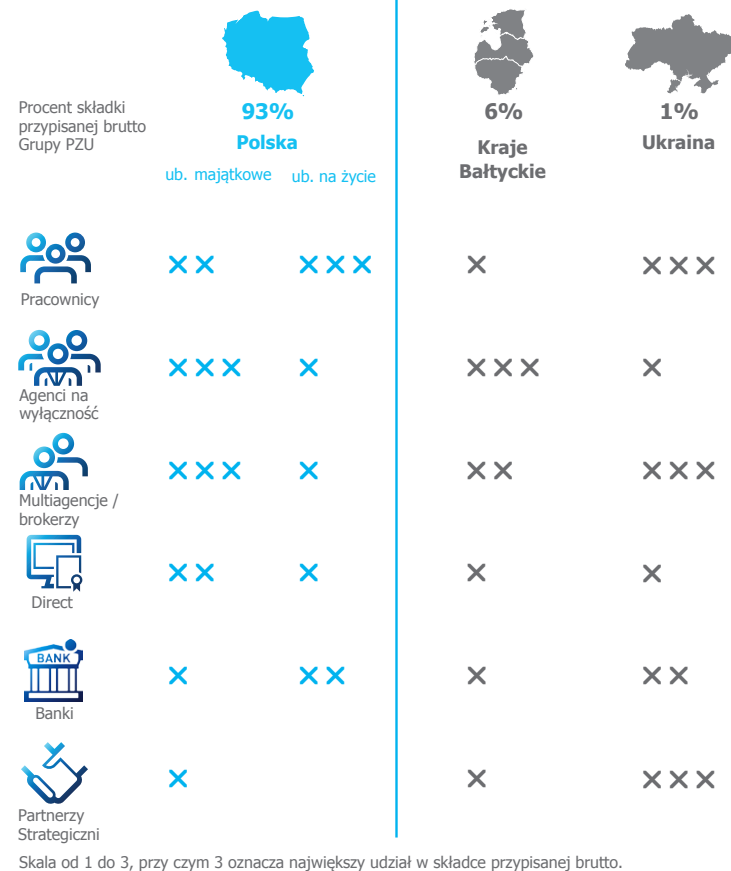 Procent składki
przypisanej brutto
Grupy PZU
93%
Polska
ub. majątkowe
ub. na życie
6%
Kraje
Bałtyckie
1%
Ukraina
Pracownicy
Agenci na
wyłączność
Multiagencje /
brokerzy
Direct
BANK
Banki
Partnerzy
Strategiczni
Skala od 1 do 3, przy czym 3 oznacza największy udział w składce przypisanej brutto.